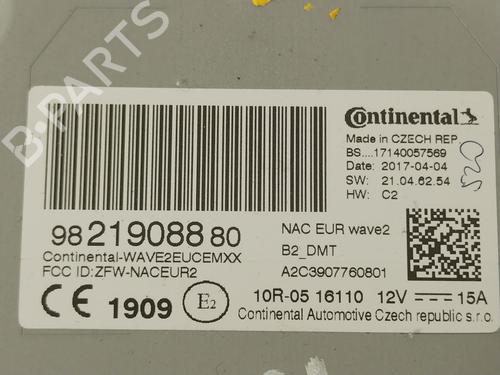 B-PARTS
Continental
Made in CZECH REP.
BS....17140057569
Date: 2017-04-04
SW: 21.04.62.54
HW: C2
98 219088 80
Continental-WAVE2EUCEMXX
FCC ID:ZFW-NACEUR2
NAC EUR wave2
B2_DMT
A2C3907760801
CE 1909 E2
10R-05 16110 12V 15A
Continental Automotive Czech republic s.r.o.